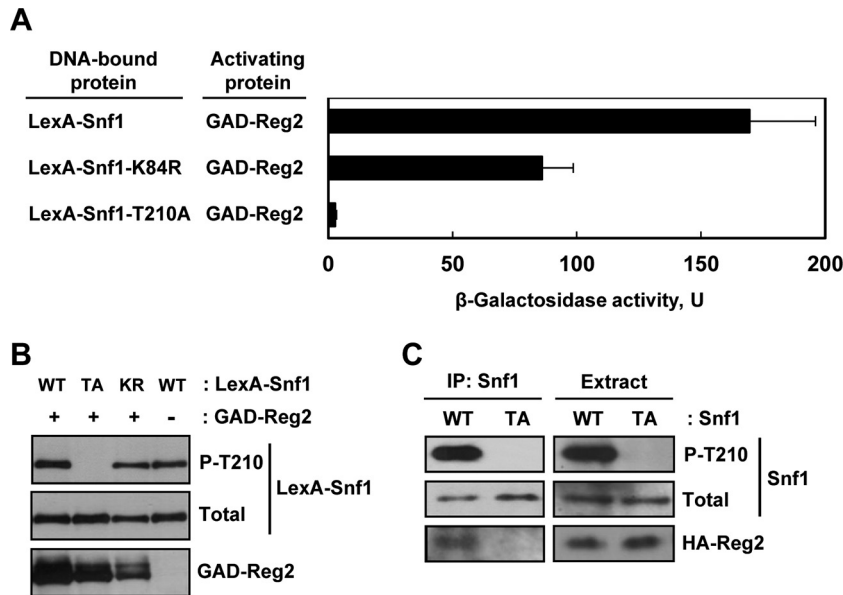 A
DNA-bound protein
Activating protein
LexA-Snf1 GAD-Reg2
LexA-Snf1-K84R GAD-Reg2
LexA-Snf1-T210A GAD-Reg2
0 50 100 150 200
β-Galactosidase activity, U
B
WT TA KR WT : LexA-Snf1
+ + + - : GAD-Reg2
P-T210
Total
LexA-Snf1
GAD-Reg2
C
IP: Snf1 Extract
WT TA WT TA : Snf1
P-T210
Total
Snf1
HA-Reg2